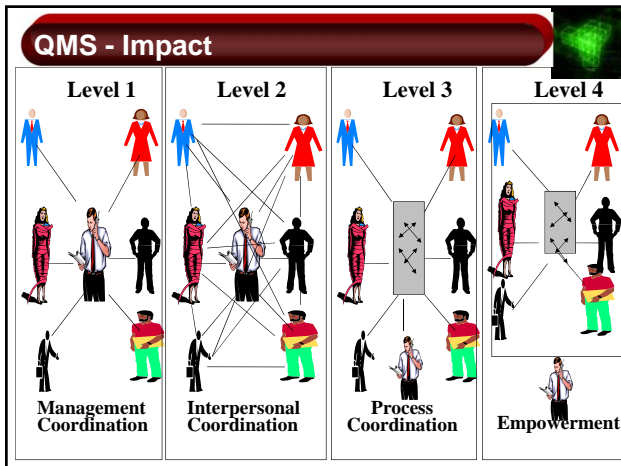 QMS - Impact
Level 1
Level 2
Level 3
Level 4
Management
Coordination
Interpersonal
Coordination
Process
Coordination
Empowerment